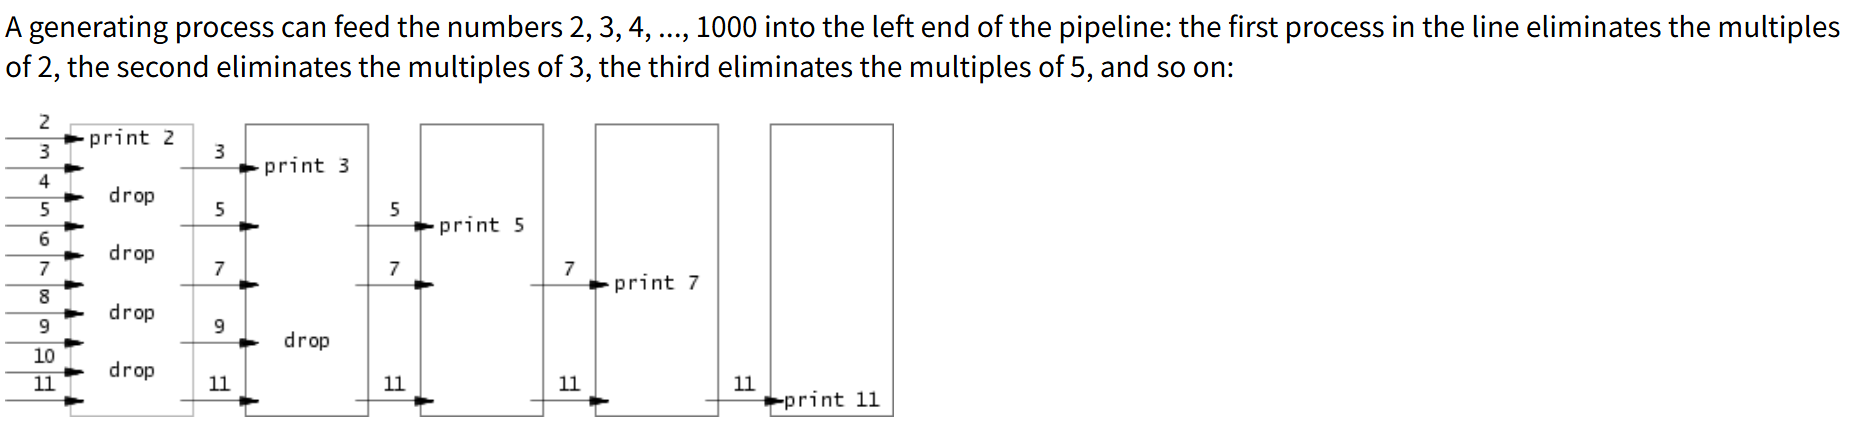 A generating process can feed the numbers 2, 3, 4, ..., 1000 into the left end of the pipeline: the first process in the line eliminates the multiples
of 2, the second eliminates the multiples of 3, the third eliminates the multiples of 5, and so on:
2
print 2
3
3
print 3
4
drop
5
5
5
print 5
6
drop
7
7
7
7
print 7
8
drop
9
9
drop
10
drop
11
11
11
11
11
print 11